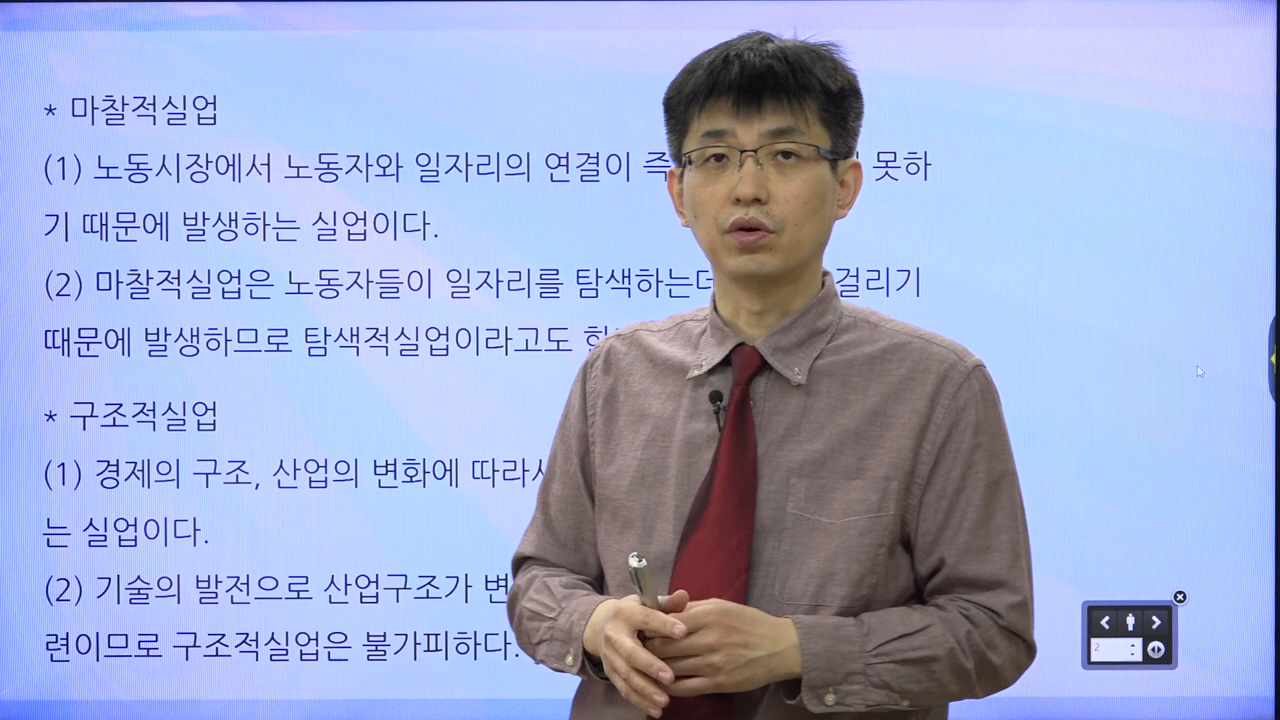 * 마찰적실업
(1) 노동시장에서 노동자와 일자리의 연결이 못하
기 때문에 발생하는 실업이다.
(2) 마찰적실업은 노동자들이 일자리를 탐색하는데 걸리기
때문에 발생하므로 탐색적실업이라고도
* 구조적실업
(1) 경제의 구조, 산업의 변화에 따라서
는 실업이다.
(2) 기술의 발전으로 산업구조가
련이므로 구조적실업은 불가피하다.
2